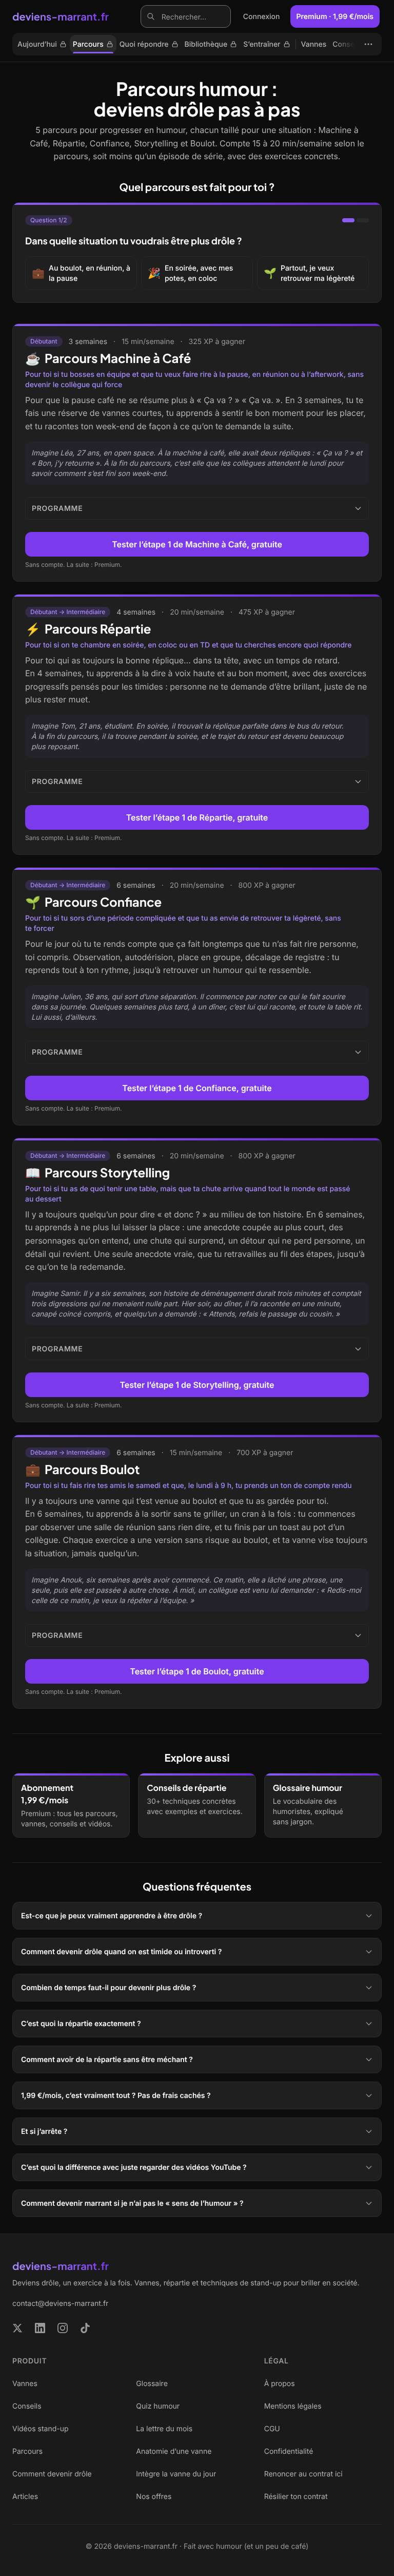 deviens-marrant.fr
Rechercher...
Connexion
Premium · 1,99 €/mois
Aujourd'hui
Parcours
Quoi répondre
Bibliothèque
S'entraîner
Vannes
Parcours humour :
deviens drôle pas à pas
5 parcours pour progresser en humour, chacun taillé pour une situation : Machine à
Café, Répartie, Confiance, Storytelling et Boulot. Compte 15 à 20 min/semaine selon le
parcours, soit moins qu'un épisode de série, avec des exercices concrets.
Quel parcours est fait pour toi ?
Question 1/2
Dans quelle situation tu voudrais être plus drôle ?
Au boulot, en réunion, à
la pause
En soirée, avec mes
potes, en coloc
Partout, je veux
retrouver ma légèreté
Débutant
3 semaines · 15 min/semaine · 325 XP à gagner
Parcours Machine à Café
Pour toi si tu bosses en équipe et que tu veux faire rire à la pause, en réunion ou à l'afterwork, sans
devenir le collègue qui force
Pour que la pause café ne se résume plus à « Ça va ? » « Ça va. ». En 3 semaines, tu te
fais une réserve de vannes courtes, tu apprends à sentir le bon moment pour les placer,
et tu racontes ton week-end de façon à ce qu'on te demande la suite.
Imagine Léa, 27 ans, en open space. À la machine à café, elle avait deux répliques : « Ça va ? » et
« Bon, j'y retourne ». À la fin du parcours, c'est elle que les collègues attendent le lundi pour
savoir comment s'est fini son week-end.
PROGRAMME
Tester l'étape 1 de Machine à Café, gratuite
Sans compte. La suite : Premium.
Débutant → Intermédiaire
4 semaines · 20 min/semaine · 475 XP à gagner
Parcours Répartie
Pour toi si on te chambre en soirée, en coloc ou en TD et que tu cherches encore quoi répondre
Pour toi qui as toujours la bonne réplique... dans ta tête, avec un temps de retard.
En 4 semaines, tu apprends à la dire à voix haute et au bon moment, avec des exercices
progressifs pensés pour les timides : personne ne te demande d'être brillant, juste de ne
plus rester muet.
Imagine Tom, 21 ans, étudiant. En soirée, il trouvait la réplique parfaite dans le bus du retour.
À la fin du parcours, il la trouve pendant la soirée, et le trajet du retour est devenu beaucoup
plus reposant.
PROGRAMME
Tester l'étape 1 de Répartie, gratuite
Sans compte. La suite : Premium.
Débutant → Intermédiaire
6 semaines · 20 min/semaine · 800 XP à gagner
Parcours Confiance
Pour toi si tu sors d'une période compliquée et que tu as envie de retrouver ta légèreté, sans
te forcer
Pour le jour où tu te rends compte que ça fait longtemps que tu n'as pas fait rire personne,
toi compris. Observation, autodérision, place en groupe, décalage de registre : tu
reprends tout à ton rythme, jusqu'à retrouver un humour qui te ressemble.
Imagine Julien, 36 ans, qui sort d'une séparation. Il commence par noter ce qui le fait sourire
dans sa journée. Quelques semaines plus tard, à un dîner, c'est lui qui raconte, et toute la table rit.
Lui aussi, d'ailleurs.
PROGRAMME
Tester l'étape 1 de Confiance, gratuite
Sans compte. La suite : Premium.
Débutant → Intermédiaire
6 semaines · 20 min/semaine · 800 XP à gagner
Parcours Storytelling
Pour toi si tu as de quoi tenir une table, mais que ta chute arrive quand tout le monde est passé
au dessert
Il y a toujours quelqu'un pour dire « et donc ? » au milieu de ton histoire. En 6 semaines,
tu apprends à ne plus lui laisser la place : une anecdote coupée au plus court, des
personnages qu'on entend, une chute qui surprend, un détour qui ne perd personne, un
détail qui revient. Une seule anecdote vraie, que tu retravailles au fil des étapes, jusqu'à
ce qu'on te la redemande.
Imagine Samir. Il y a six semaines, son histoire de déménagement durait trois minutes et comptait
trois digressions qui ne menaient nulle part. Hier soir, au dîner, il l'a racontée en une minute,
canapé coincé compris, et quelqu'un a demandé : « Attends, refais le passage du cousin. »
PROGRAMME
Tester l'étape 1 de Storytelling, gratuite
Sans compte. La suite : Premium.
Débutant → Intermédiaire
6 semaines · 15 min/semaine · 700 XP à gagner
Parcours Boulot
Pour toi si tu fais rire tes amis le samedi et que, le lundi à 9 h, tu prends un ton de compte rendu
Il y a toujours une vanne qui t'est venue au boulot et que tu as gardée pour toi.
En 6 semaines, tu apprends à la sortir sans te griller, un cran à la fois : tu commences
par observer une salle de réunion sans rien dire, et tu finis par un toast au pot d'un
collègue. Chaque exercice a une version sans risque au bureau, et ta vanne vise toujours
la situation, jamais quelqu'un.
Imagine Anouk, six semaines après avoir commencé. Ce matin, elle a lâché une phrase, une
seule, puis elle est passée à autre chose. À midi, un collègue est venu lui demander : « Redis-moi
celle de ce matin, je veux la répéter à l'équipe. »
PROGRAMME
Tester l'étape 1 de Boulot, gratuite
Sans compte. La suite : Premium.
Explore aussi
Abonnement
1,99 €/mois
Premium : tous les parcours,
vannes, conseils et vidéos.
Conseils de répartie
30+ techniques concrètes
avec exemples et exercices.
Glossaire humour
Le vocabulaire des
humoristes, expliqué
sans jargon.
Questions fréquentes
Est-ce que je peux vraiment apprendre à être drôle ?
Comment devenir drôle quand on est timide ou introverti ?
Combien de temps faut-il pour devenir plus drôle ?
C'est quoi la répartie exactement ?
Comment avoir de la répartie sans être méchant ?
1,99 €/mois, c'est vraiment tout ? Pas de frais cachés ?
Et si j'arrête ?
C'est quoi la différence avec juste regarder des vidéos YouTube ?
Comment devenir marrant si je n'ai pas le « sens de l'humour » ?
deviens-marrant.fr
Deviens drôle, un exercice à la fois. Vannes, répartie et techniques de stand-up pour briller en société.
contact@deviens-marrant.fr
PRODUIT
Vannes
Conseils
Vidéos stand-up
Parcours
Comment devenir drôle
Articles
Glossaire
Quiz humour
La lettre du mois
Anatomie d'une vanne
Intègre la vanne du jour
Nos offres
LÉGAL
À propos
Mentions légales
CGU
Confidentialité
Renoncer au contrat ici
Résilier ton contrat
© 2026 deviens-marrant.fr · Fait avec humour (et un peu de café)